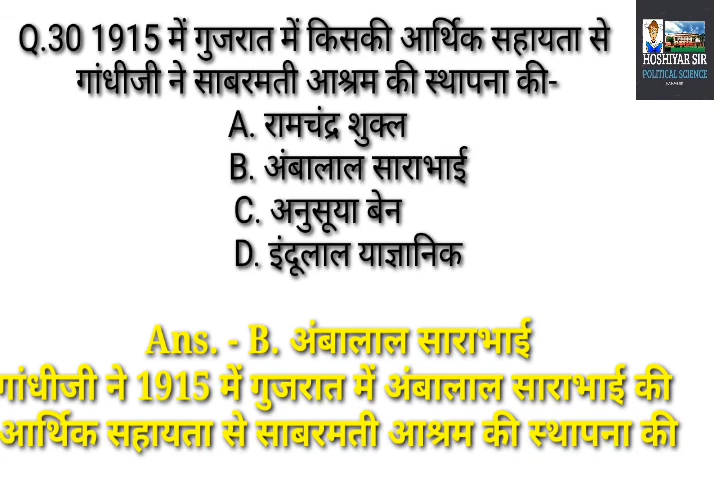 Q.30 1915 में गुजरात में किसकी आर्थिक सहायता से
गांधीजी ने साबरमती आश्रम की स्थापना की-
A. रामचंद्र शुक्ल
B. अंबालाल साराभाई
C. अनुसूया बेन
D. इंदूलाल याज्ञानिक
Ans. - B. अंबालाल साराभाई
गांधीजी ने 1915 में गुजरात में अंबालाल साराभाई की
आर्थिक सहायता से साबरमती आश्रम की स्थापना की
HOSHIYAR SIR
POLITICAL SCIENCE